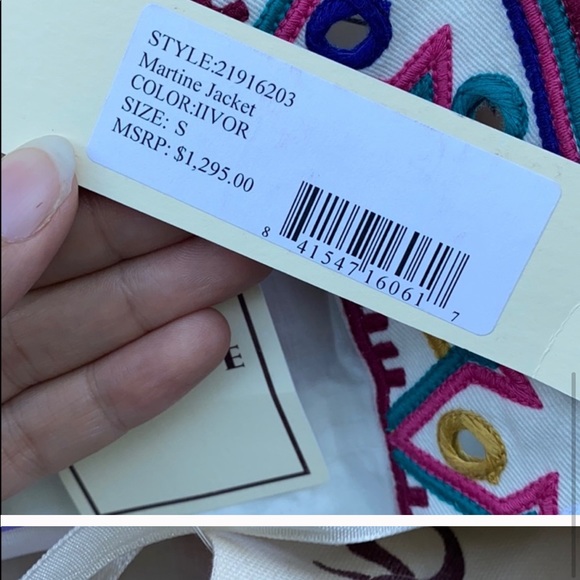 STYLE:21916203
Martine Jacket
COLOR:IIVOR
SIZE: S
MSRP: $1,295.00
8 41547 16061 7
E